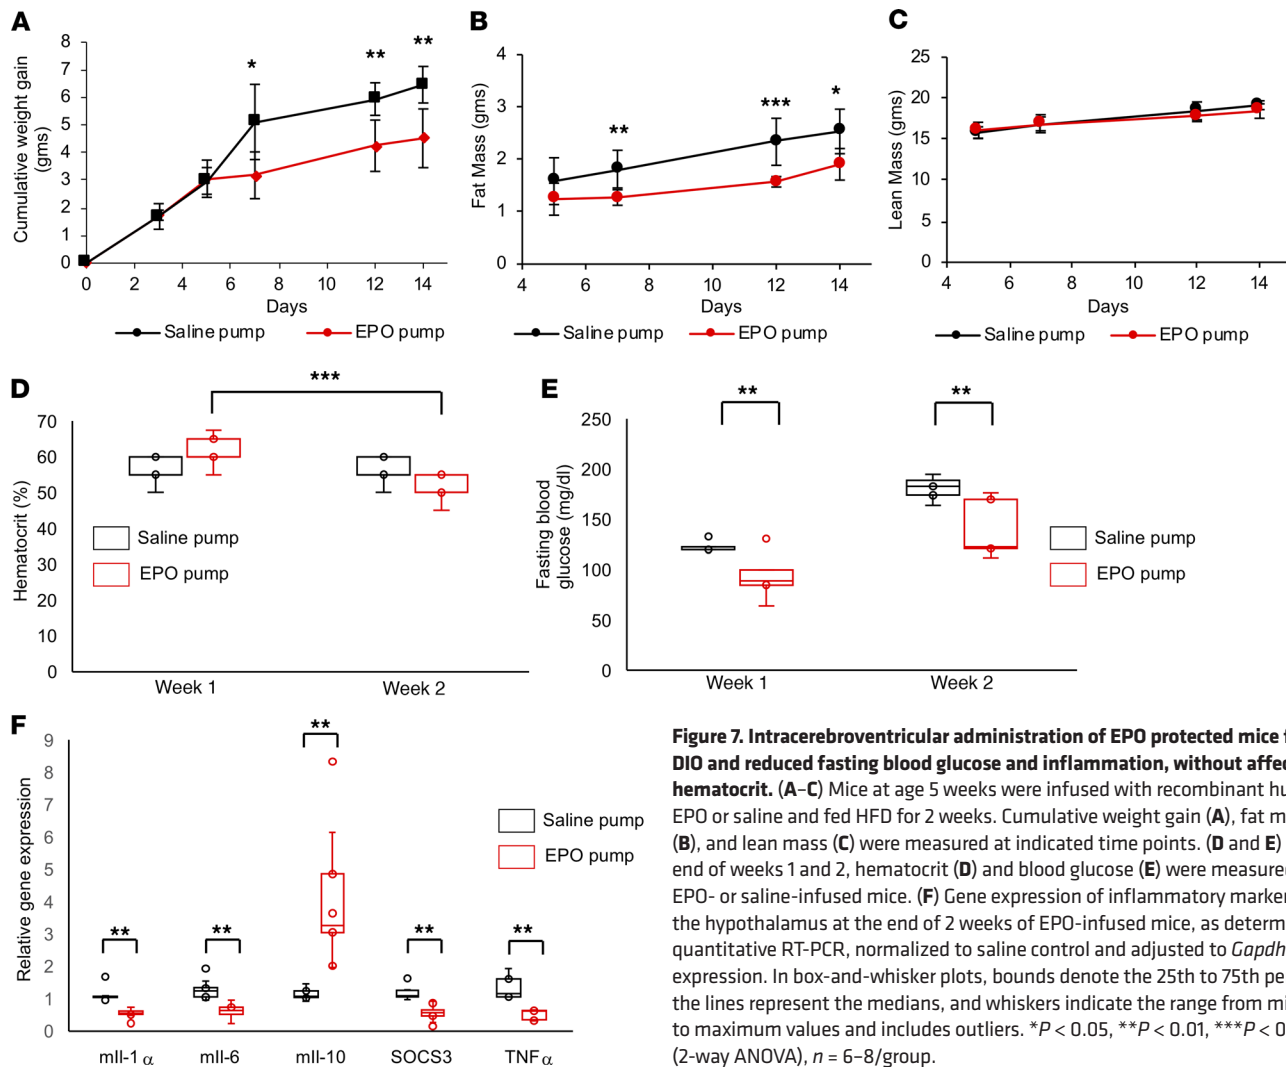 A
Cumulative weight gain
(gms)
8
7
6
5
4
3
2
1
0
* ** **
0 2 4 6 8 10 12 14
Days
Saline pump EPO pump
B
Fat Mass (gms)
4
3
2
1
0
** *** *
4 6 8 10 12 14
Days
Saline pump EPO pump
C
Lean Mass (gms)
25
20
15
10
5
0
4 6 8 10 12 14
Days
Saline pump EPO pump
D
Hematocrit (%)
70
60
50
40
30
20
10
0
***
Saline pump
EPO pump
Week 1 Week 2
E
Fasting blood
glucose (mg/dl)
250
200
150
100
50
0
** **
Saline pump
EPO pump
Week 1 Week 2
F
Relative gene expression
9
8
7
6
5
4
3
2
1
0
** ** ** ** **
Saline pump
EPO pump
mIl-1 α mIl-6 mIl-10 SOCS3 TNFα
Figure 7. Intracerebroventricular administration of EPO protected mice
DIO and reduced fasting blood glucose and inflammation, without
hematocrit. (A–C) Mice at age 5 weeks were infused with recombinant
EPO or saline and fed HFD for 2 weeks. Cumulative weight gain (A), fat
(B), and lean mass (C) were measured at indicated time points. (D and E)
end of weeks 1 and 2, hematocrit (D) and blood glucose (E) were measured
EPO- or saline-infused mice. (F) Gene expression of inflammatory
the hypothalamus at the end of 2 weeks of EPO-infused mice, as
quantitative RT-PCR, normalized to saline control and adjusted to Gapdh
expression. In box-and-whisker plots, bounds denote the 25th to 75th
the lines represent the medians, and whiskers indicate the range from
to maximum values and includes outliers. *P < 0.05, **P < 0.01, ***P <
(2-way ANOVA), n = 6–8/group.